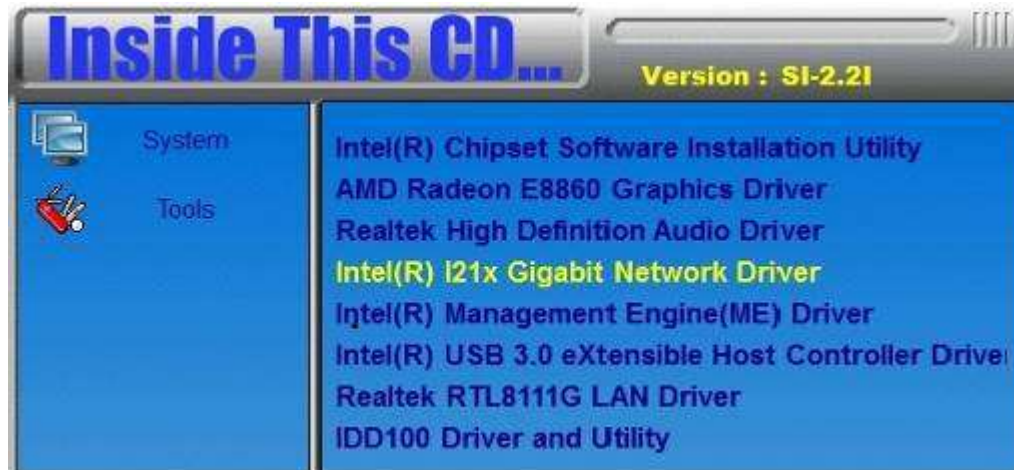 Inside This CD...
Version : SI-2.2I
System
Tools
Intel(R) Chipset Software Installation Utility
AMD Radeon E8860 Graphics Driver
Realtek High Definition Audio Driver
Intel(R) I21x Gigabit Network Driver
Intel(R) Management Engine(ME) Driver
Intel(R) USB 3.0 eXtensible Host Controller Driver
Realtek RTL8111G LAN Driver
IDD100 Driver and Utility